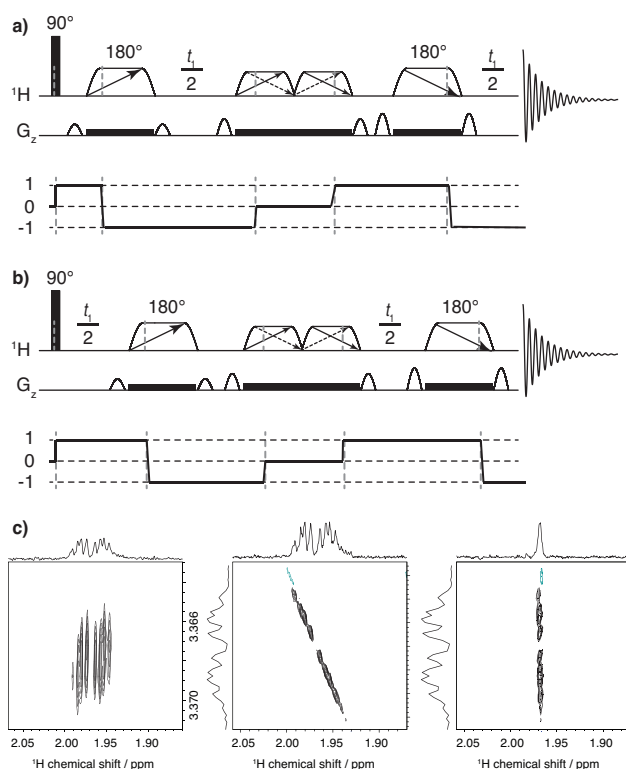 a)
90°
180° t₁/2 180° t₁/2
¹H
G_z
1
0
-1
b)
90°
t₁/2 180° t₁/2 180°
¹H
G_z
1
0
-1
c)
3.366
3.370
2.05 2.00 1.95 1.90 2.05 2.00 1.95 1.90 2.05 2.00 1.95 1.90
¹H chemical shift / ppm ¹H chemical shift / ppm ¹H chemical shift / ppm